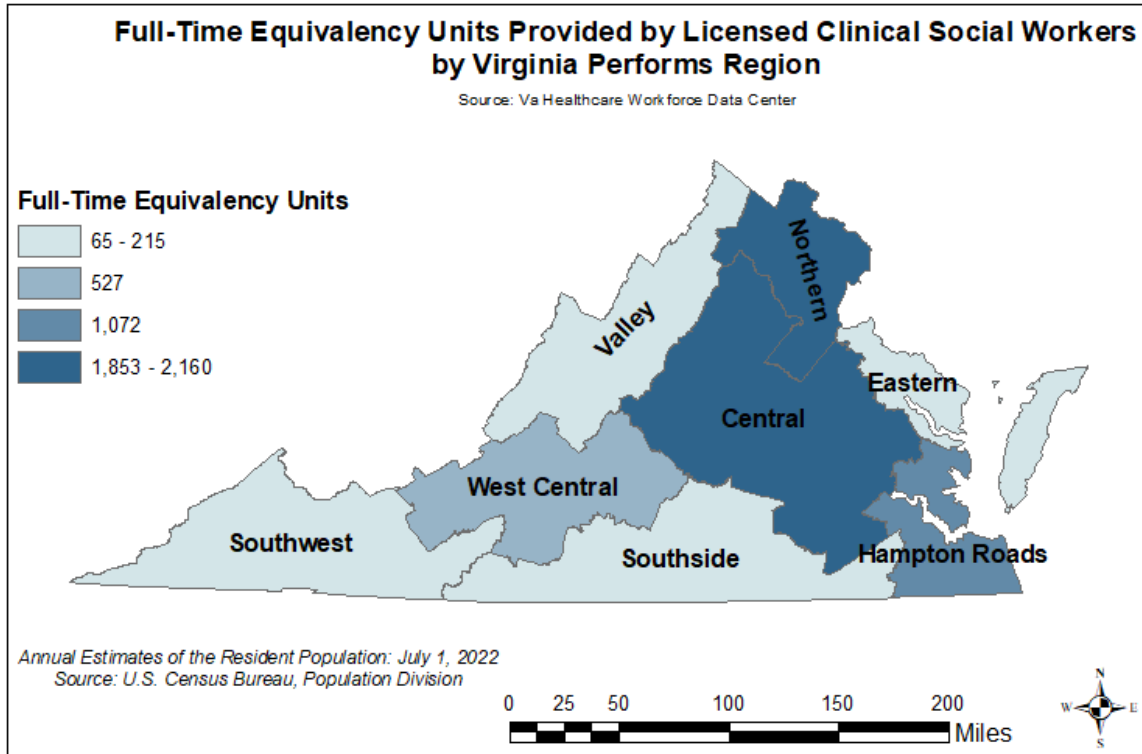 Full-Time Equivalency Units Provided by Licensed Clinical Social Workers
by Virginia Performs Region
Source: Va Healthcare Workforce Data Center
Full-Time Equivalency Units
65 - 215
527
1,072
1,853 - 2,160
Northern
Valley
Eastern
Central
West Central
Southwest
Southside
Hampton Roads
Annual Estimates of the Resident Population: July 1, 2022
Source: U.S. Census Bureau, Population Division
0 25 50 100 150 200
Miles
N
W E
S